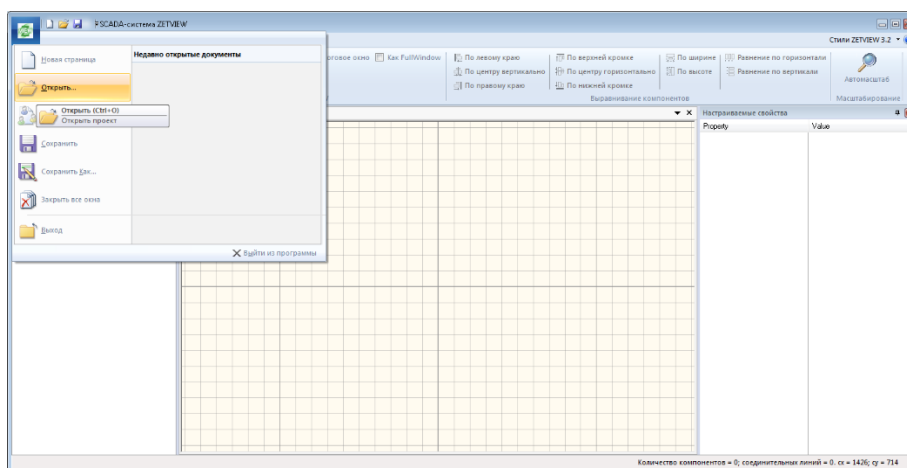 SCADA-система ZETVIEW
Стили ZETVIEW 3.2
Новая страница
Недавно открытые документы
Открыть...
Открыть (Ctrl+O)
Открыть проект
Сохранить
Сохранить Как...
Закрыть все окна
Выход
Выйти из программы
окно Как FullWindow
По левому краю
По центру вертикально
По правому краю
По верхней кромке
По центру горизонтально
По нижней кромке
По ширине
По высоте
Равнение по горизонтали
Равнение по вертикали
Выравнивание компонентов
Автомасштаб
Масштабирование
Настраиваемые свойства
Property Value
Количество компонентов = 0; соединительных линий = 0. cx = 1426; cy = 714